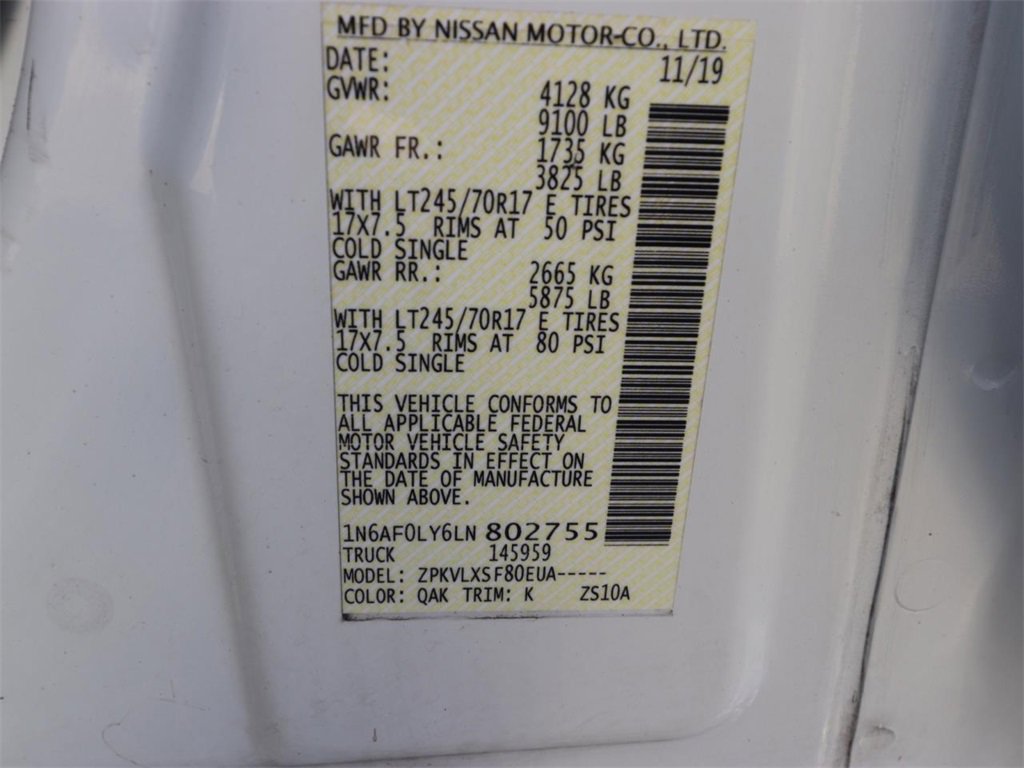 MFD BY NISSAN MOTOR CO., LTD.
DATE: 11/19
GVWR: 4128 KG
9100 LB
GAWR FR.: 1735 KG
3825 LB
WITH LT245/70R17 E TIRES
17X7.5 RIMS AT 50 PSI
COLD SINGLE
GAWR RR.: 2665 KG
5875 LB
WITH LT245/70R17 E TIRES
17X7.5 RIMS AT 80 PSI
COLD SINGLE
THIS VEHICLE CONFORMS TO
ALL APPLICABLE FEDERAL
MOTOR VEHICLE SAFETY
STANDARDS IN EFFECT ON
THE DATE OF MANUFACTURE
SHOWN ABOVE.
1N6AF0LY6LN 802755
TRUCK 145959
MODEL: ZPKVLXSF80EUA-----
COLOR: QAK TRIM: K ZS10A